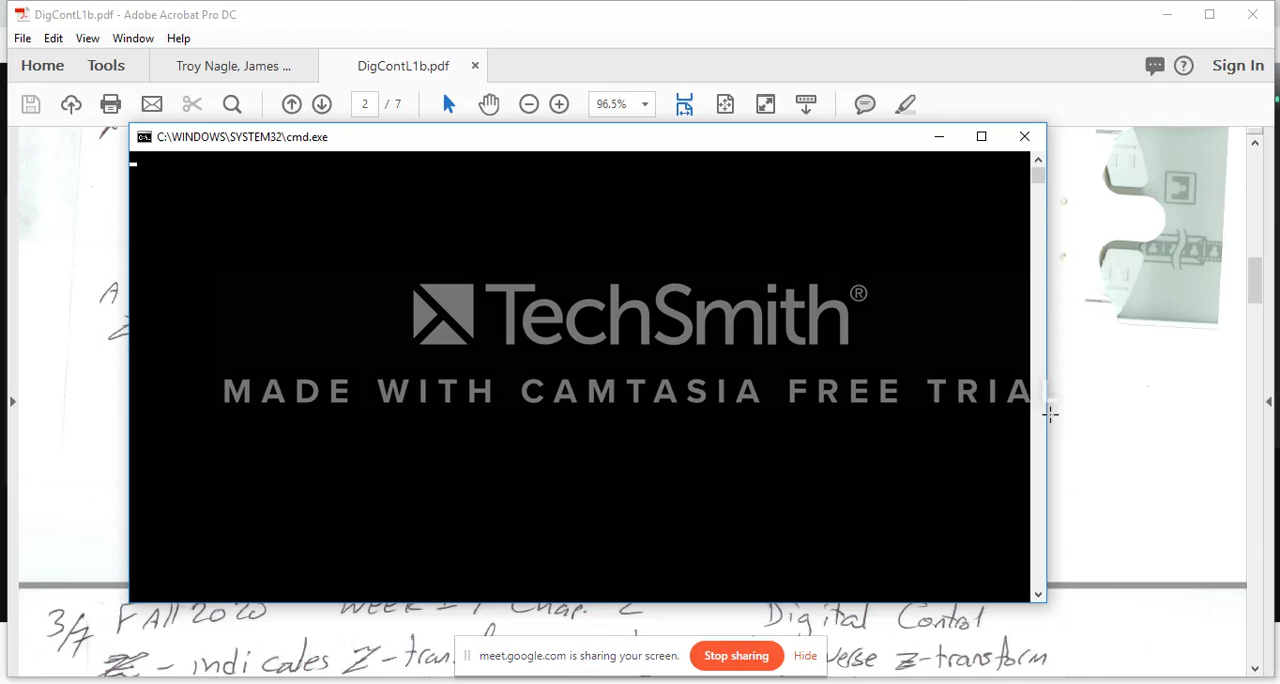 DigContL1b.pdf - Adobe Acrobat Pro DC
File Edit View Window Help
Home Tools Troy Nagle, James ... DigContL1b.pdf × Sign In
2 / 7 96.5%
C:\WINDOWS\SYSTEM32\cmd.exe
A
TechSmith®
MADE WITH CAMTASIA FREE TRIAL
3/7 FAll 2020 Week - 1 Chap. 2 Digital Control
- indicates Z-tran verse z-transform
meet.google.com is sharing your screen. Stop sharing Hide